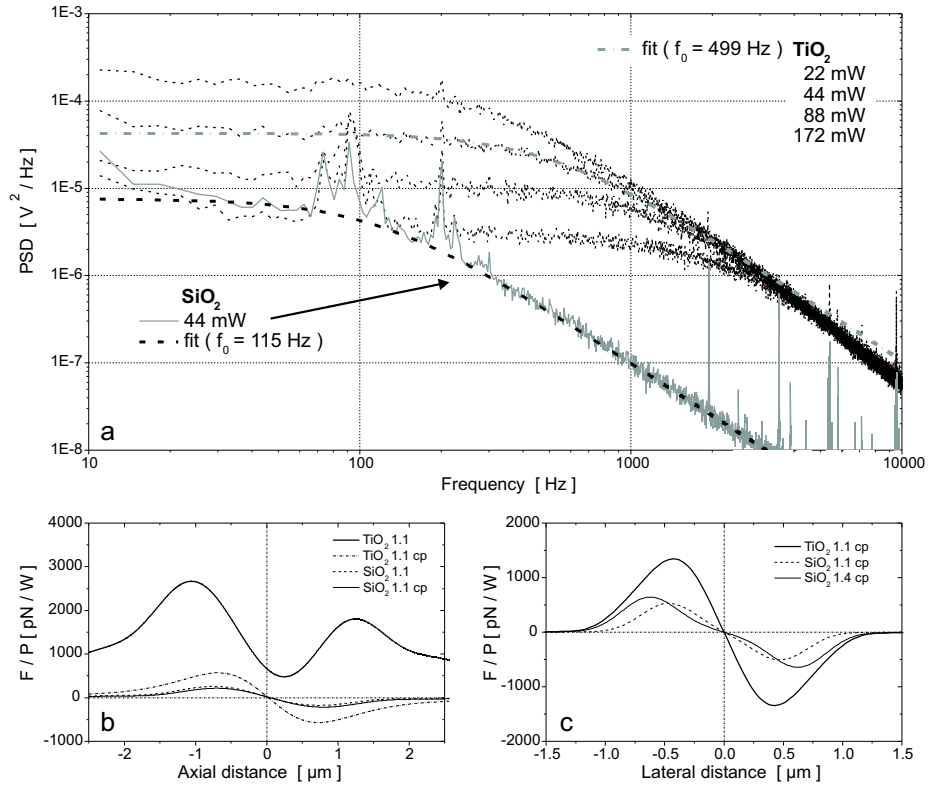 1E-3
1E-4
1E-5
1E-6
1E-7
1E-8
PSD [ V² / Hz ]
fit ( f₀ = 499 Hz ) TiO₂
22 mW
44 mW
88 mW
172 mW
SiO₂
44 mW
fit ( f₀ = 115 Hz )
a
10 100 1000 10000
Frequency [ Hz ]
4000
3000
2000
1000
0
-1000
F / P [ pN / W ]
TiO₂ 1.1
TiO₂ 1.1 cp
SiO₂ 1.1
SiO₂ 1.1 cp
b
-2 -1 0 1 2
Axial distance [ µm ]
2000
1000
0
-1000
-2000
F / P [ pN / W ]
TiO₂ 1.1 cp
SiO₂ 1.1 cp
SiO₂ 1.4 cp
c
-1.5 -1.0 -0.5 0.0 0.5 1.0 1.5
Lateral distance [ µm ]